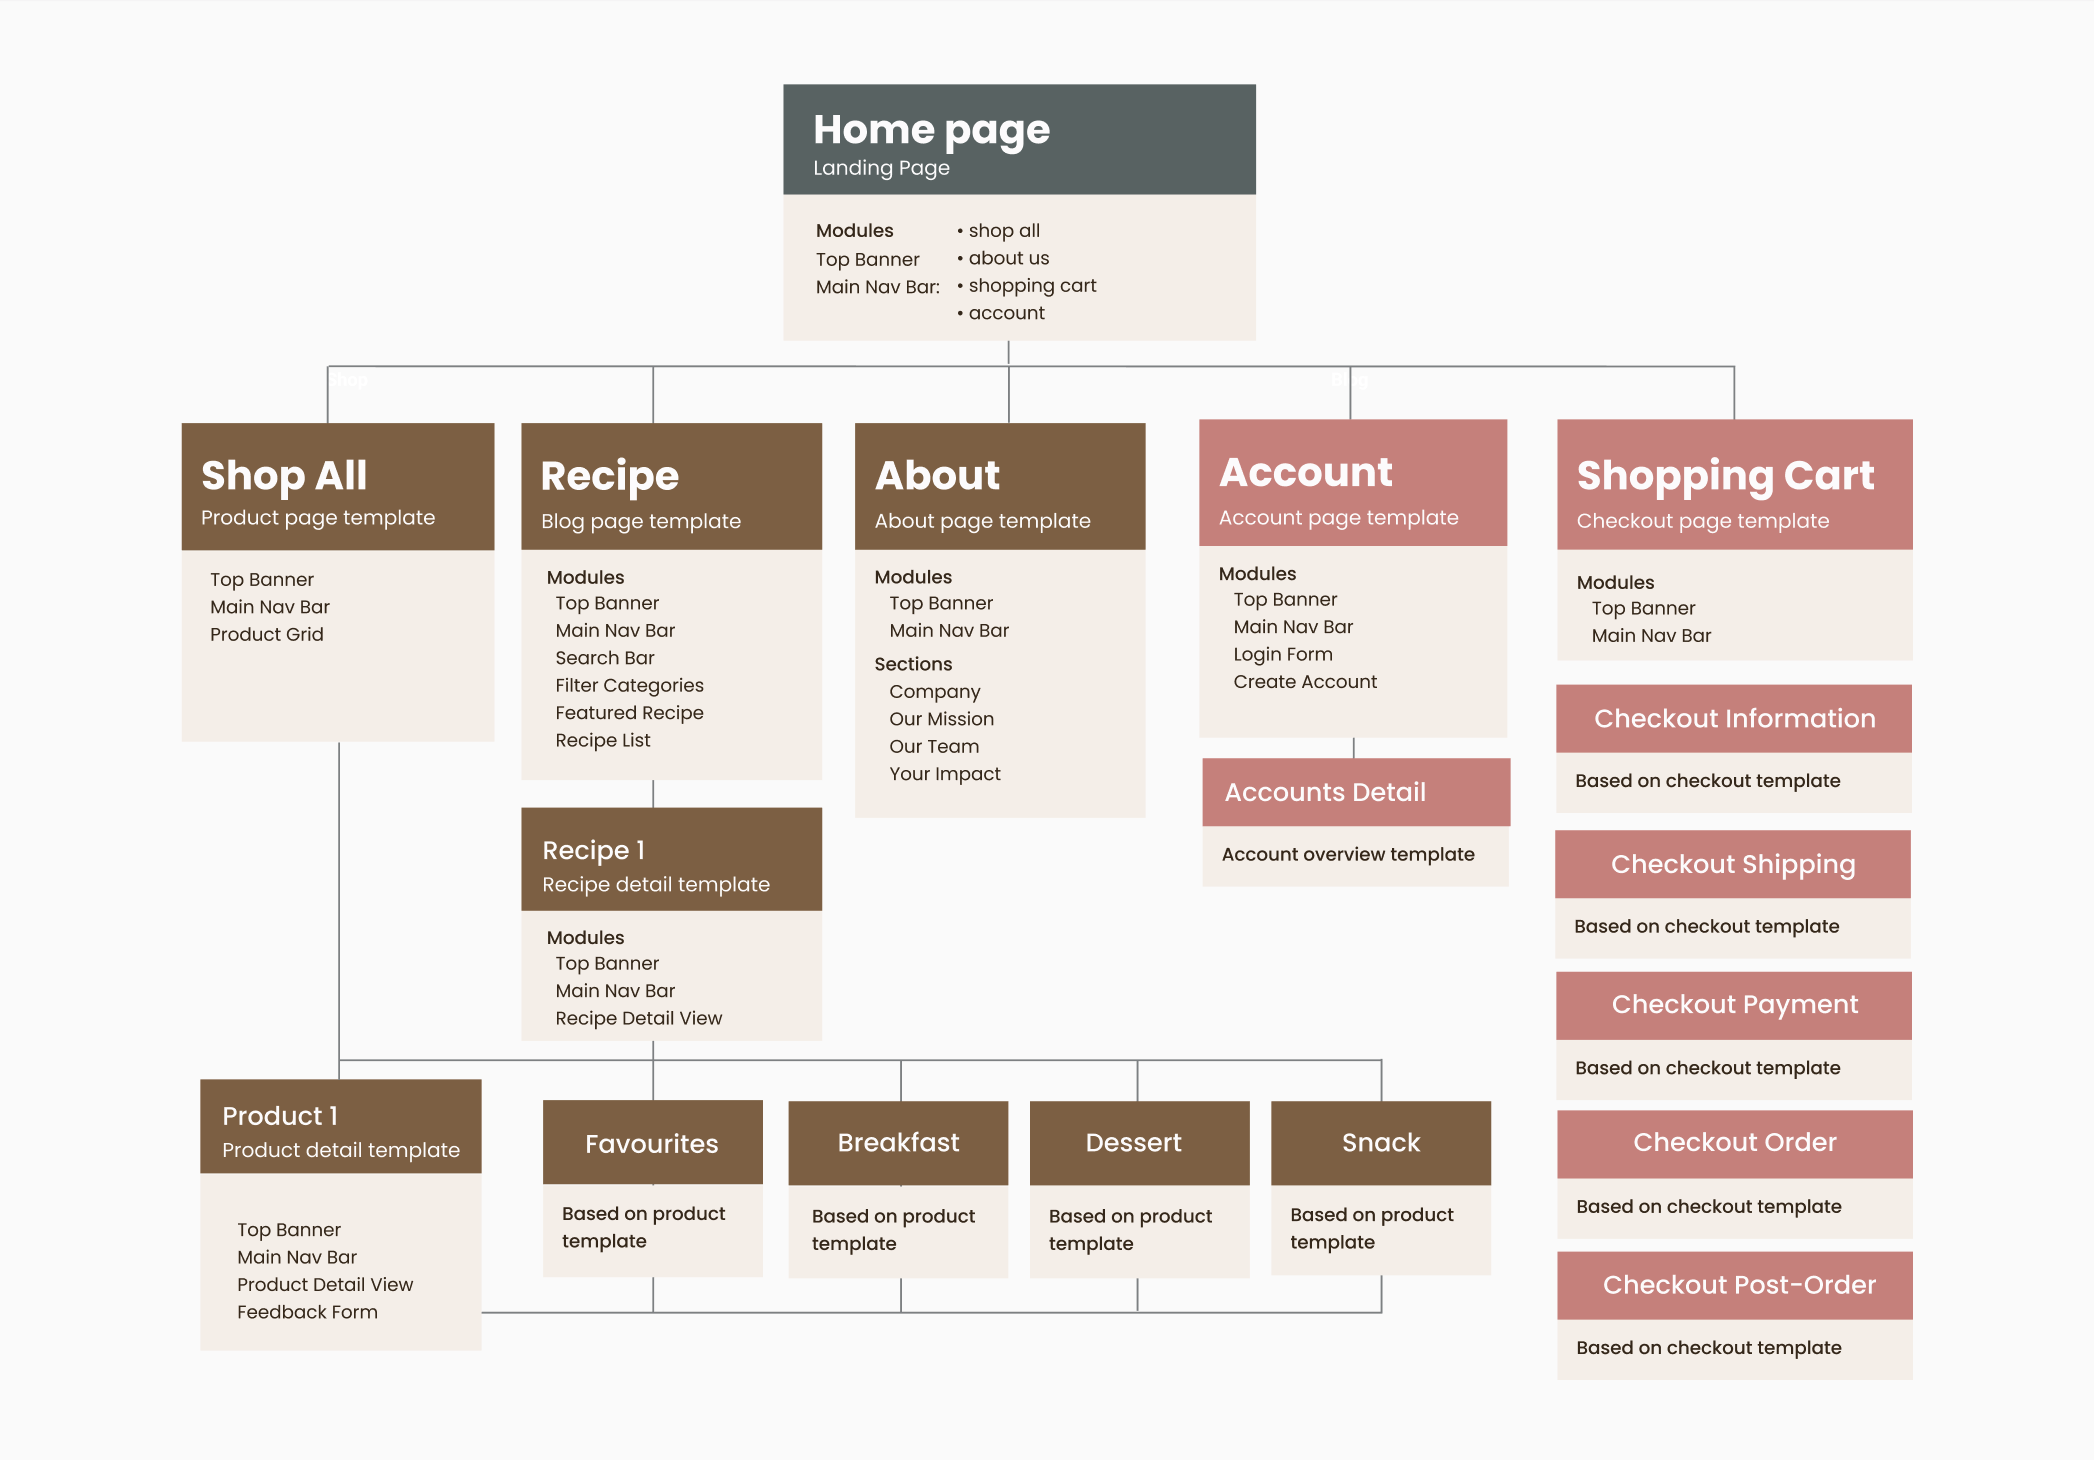 Home page
Landing Page
Modules
Top Banner
Main Nav Bar:
• shop all
• about us
• shopping cart
• account
Shop
Blog
Shop All
Product page template
Top Banner
Main Nav Bar
Product Grid
Recipe
Blog page template
Modules
Top Banner
Main Nav Bar
Search Bar
Filter Categories
Featured Recipe
Recipe List
About
About page template
Modules
Top Banner
Main Nav Bar
Sections
Company
Our Mission
Our Team
Your Impact
Account
Account page template
Modules
Top Banner
Main Nav Bar
Login Form
Create Account
Shopping Cart
Checkout page template
Modules
Top Banner
Main Nav Bar
Checkout Information
Based on checkout template
Accounts Detail
Account overview template
Recipe 1
Recipe detail template
Modules
Top Banner
Main Nav Bar
Recipe Detail View
Checkout Shipping
Based on checkout template
Checkout Payment
Based on checkout template
Product 1
Product detail template
Top Banner
Main Nav Bar
Product Detail View
Feedback Form
Favourites
Based on product
template
Breakfast
Based on product
template
Dessert
Based on product
template
Snack
Based on product
template
Checkout Order
Based on checkout template
Checkout Post-Order
Based on checkout template